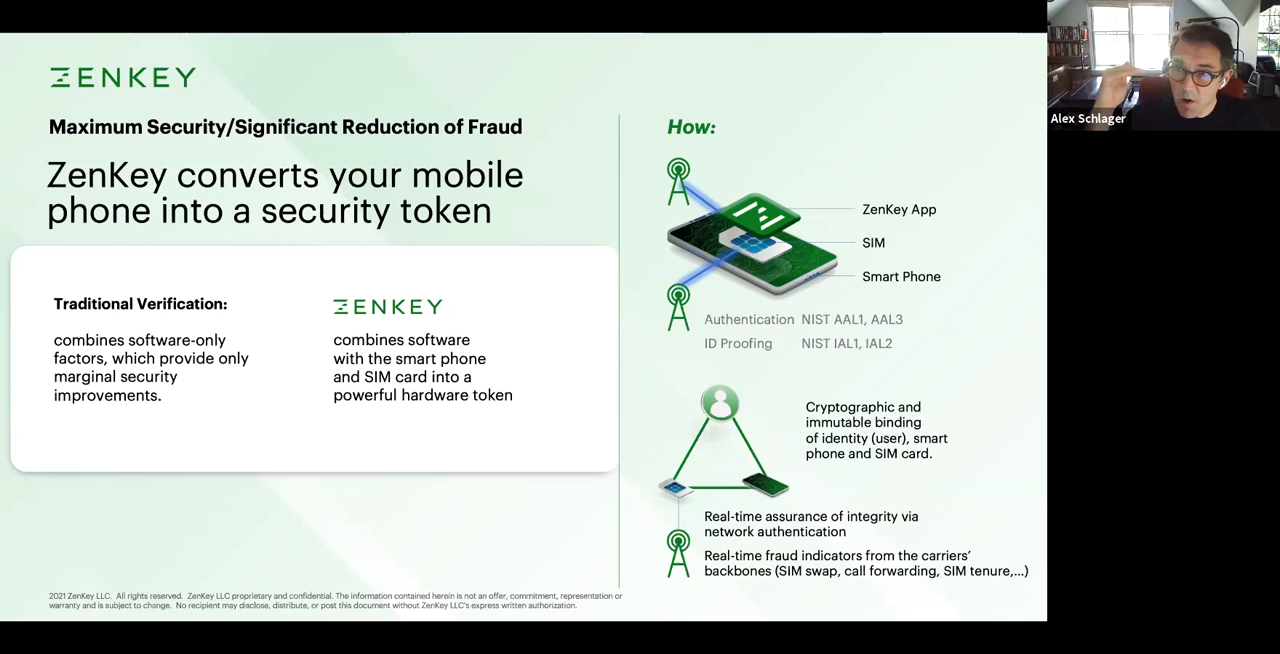 ZENKEY
Maximum Security/Significant Reduction of Fraud
ZenKey converts your mobile
phone into a security token
Traditional Verification:
combines software-only
factors, which provide only
marginal security
improvements.
ZENKEY
combines software
with the smart phone
and SIM card into a
powerful hardware token
2021 ZenKey LLC. All rights reserved. ZenKey LLC proprietary and confidential. The information contained herein is not an offer, commitment, representation or
warranty and is subject to change. No recipient may disclose, distribute, or post this document without ZenKey LLC's express written authorization.
How:
ZenKey App
SIM
Smart Phone
Authentication NIST AAL1, AAL3
ID Proofing NIST IAL1, IAL2
Cryptographic and
immutable binding
of identity (user), smart
phone and SIM card.
Real-time assurance of integrity via
network authentication
Real-time fraud indicators from the carriers'
backbones (SIM swap, call forwarding, SIM tenure,...)
Alex Schlager